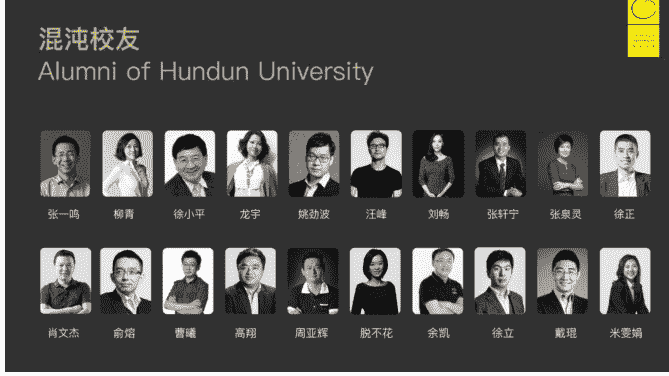 混沌校友
Alumni of Hundun University
张一鸣 柳青 徐小平 龙宇 姚劲波 汪峰 刘畅 张轩宁 张泉灵 徐正
肖文杰 俞熔 曹曦 高翔 周亚辉 脱不花 余凯 徐立 戴琨 米雯娟